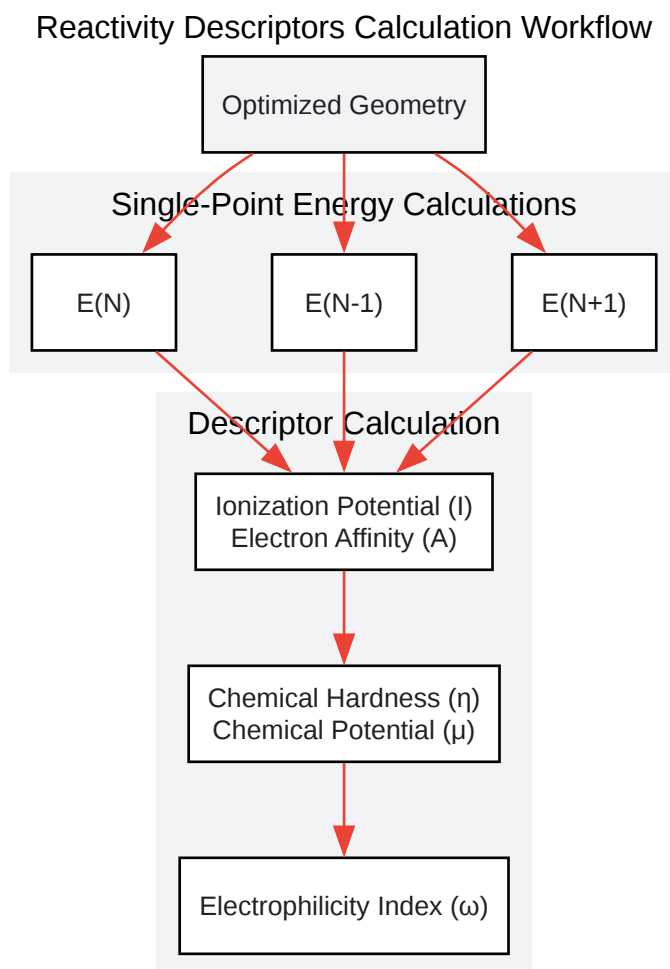 Reactivity Descriptors Calculation Workflow
Optimized Geometry
Single-Point Energy Calculations
E(N)
E(N-1)
E(N+1)
Descriptor Calculation
Ionization Potential (I)
Electron Affinity (A)
Chemical Hardness (η)
Chemical Potential (μ)
Electrophilicity Index (ω)